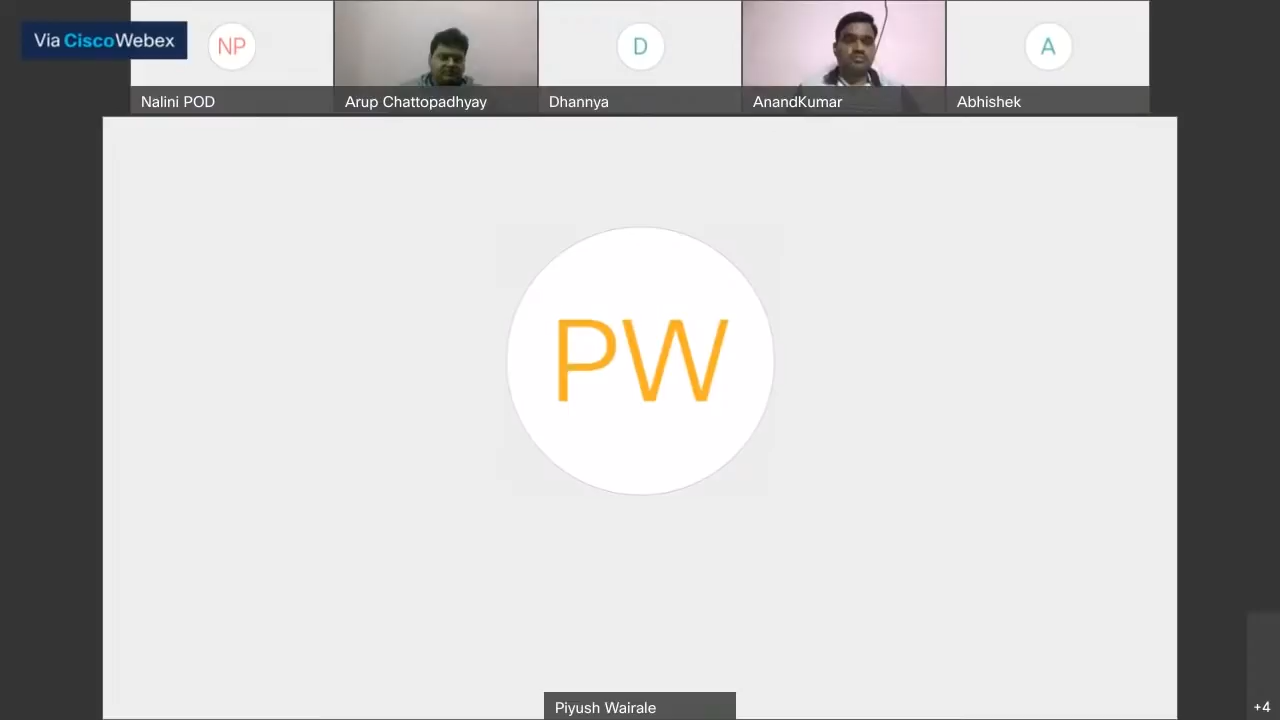 Via CiscoWebex
NP
D
A
Nalini POD
Arup Chattopadhyay
Dhannya
AnandKumar
Abhishek
PW
Piyush Wairale
+4